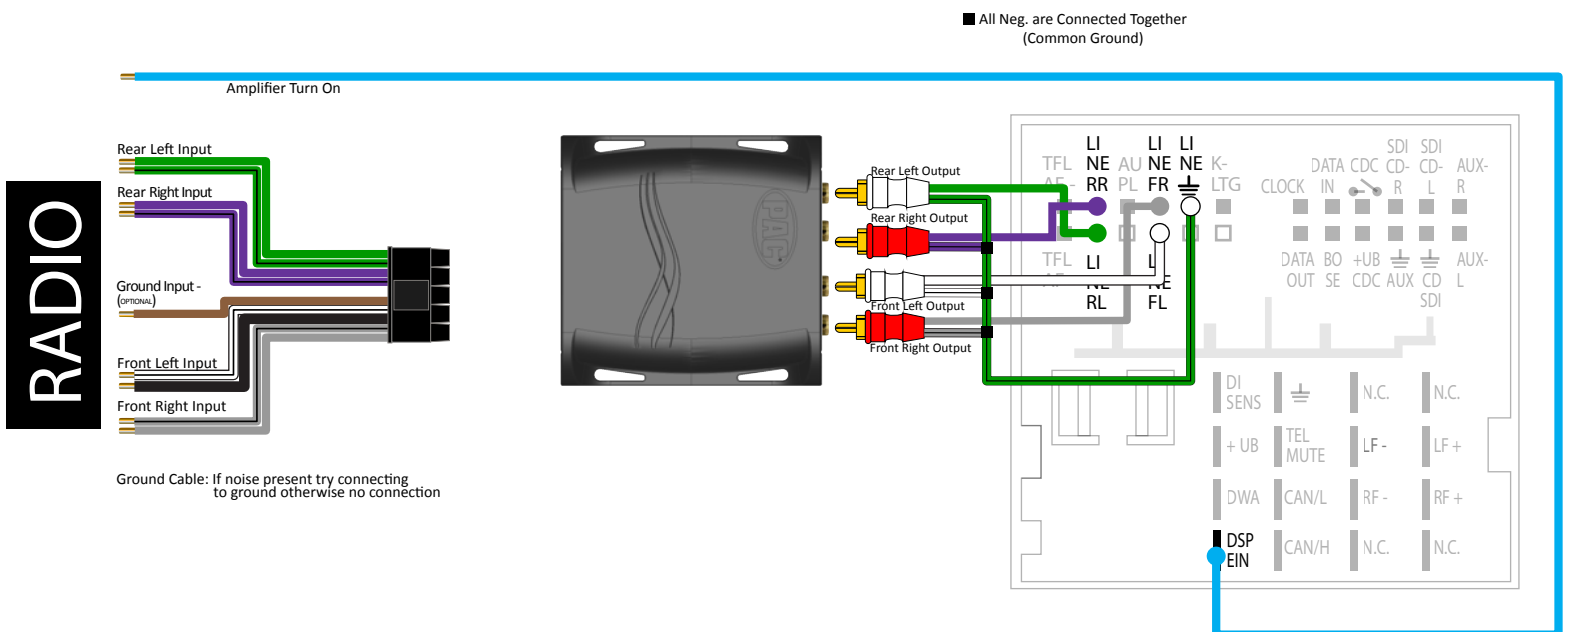 ■ All Neg. are Connected Together
(Common Ground)
Amplifier Turn On
RADIO
Rear Left Input
Rear Right Input
Ground Input -
(OPTIONAL)
Front Left Input
Front Right Input
Ground Cable: If noise present try connecting
to ground otherwise no connection
PAC
Rear Left Output
Rear Right Output
Front Left Output
Front Right Output
TFL
AF -
LI
NE
RR
AU
PL
LI
NE
FR
LI
NE
K-
LTG
CLOCK
DATA
IN
CDC
SDI
CD-
R
SDI
CD-
L
AUX-
R
TFL
LI
NE
RL
L
NE
FL
DATA
OUT
BO
SE
+UB
CDC
AUX
CD
SDI
AUX-
L
DI
SENS
N.C.
N.C.
+ UB
TEL
MUTE
LF -
LF +
DWA
CAN/L
RF -
RF +
DSP
EIN
CAN/H
N.C.
N.C.